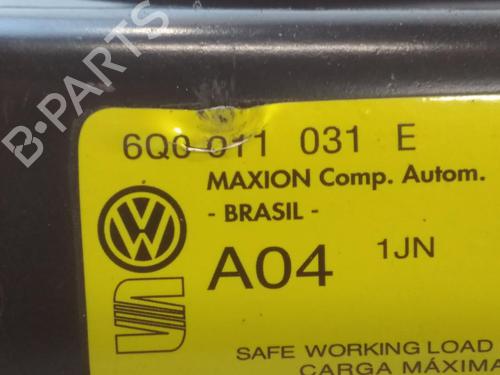 B-PARTS
6Q0 011 031 E
MAXION Comp. Autom.
- BRASIL -
A04 1JN
SAFE WORKING LOAD
CARGA MÁXIMA